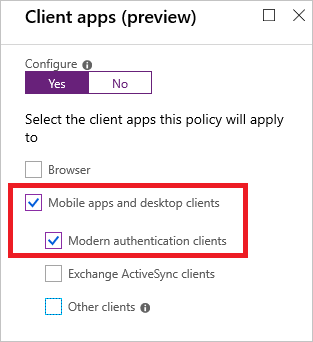 Client apps (preview)
Configure
Yes No
Select the client apps this policy will apply
to
Browser
Mobile apps and desktop clients
Modern authentication clients
Exchange ActiveSync clients
Other clients